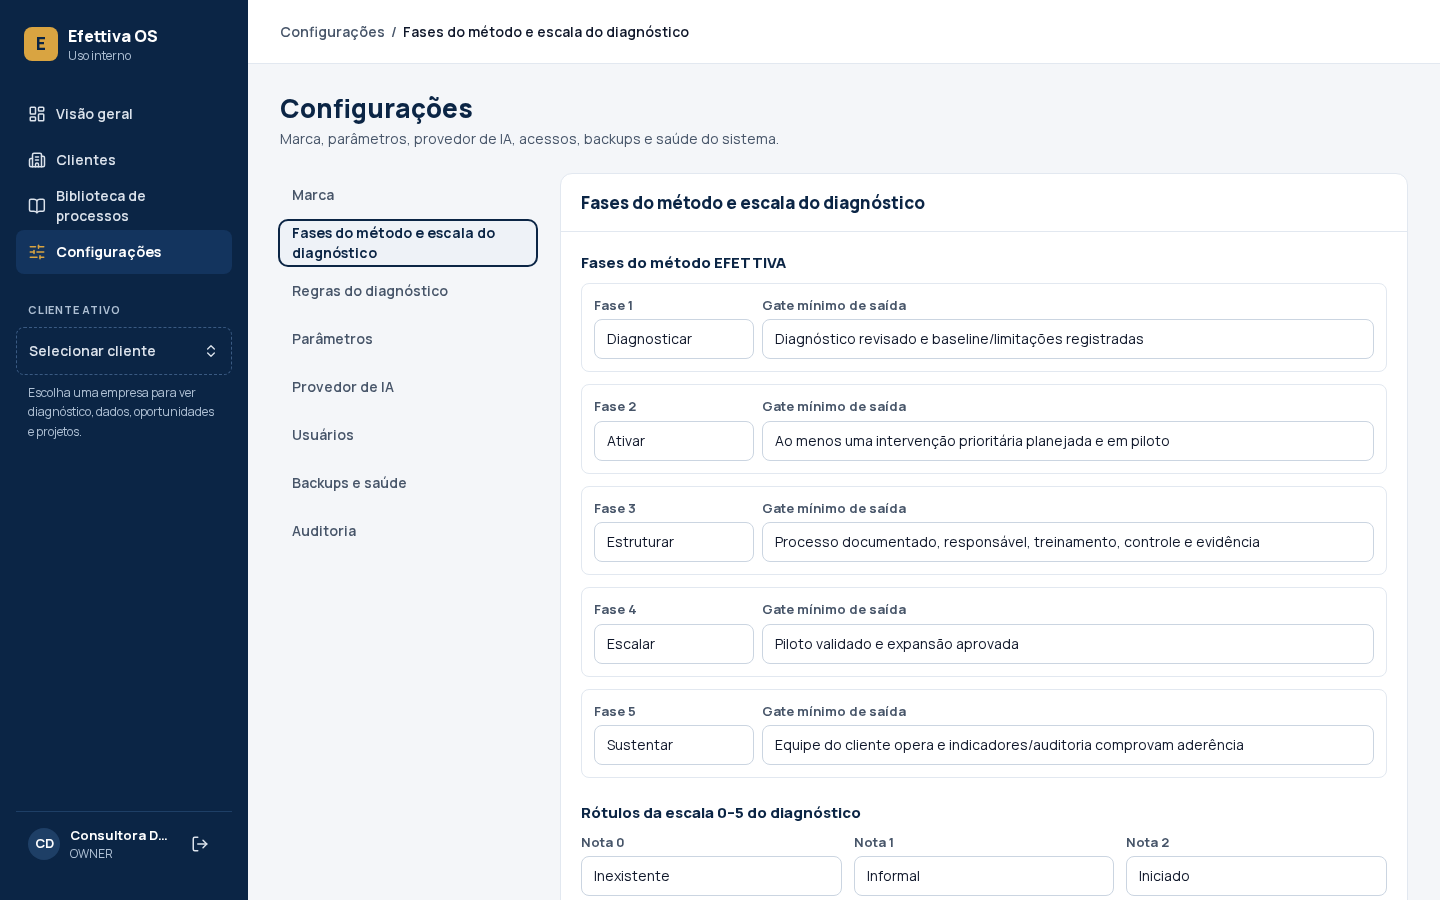 E
Efettiva OS
Uso interno
Visão geral
Clientes
Biblioteca de
processos
Configurações
CLIENTE ATIVO
Selecionar cliente
Escolha uma empresa para ver
diagnóstico, dados, oportunidades
e projetos.
CD
Consultora D...
OWNER
Configurações / Fases do método e escala do diagnóstico
Configurações
Marca, parâmetros, provedor de IA, acessos, backups e saúde do sistema.
Marca
Fases do método e escala do
diagnóstico
Regras do diagnóstico
Parâmetros
Provedor de IA
Usuários
Backups e saúde
Auditoria
Fases do método e escala do diagnóstico
Fases do método EFETTIVA
Fase 1 Gate mínimo de saída
Diagnosticar Diagnóstico revisado e baseline/limitações registradas
Fase 2 Gate mínimo de saída
Ativar Ao menos uma intervenção prioritária planejada e em piloto
Fase 3 Gate mínimo de saída
Estruturar Processo documentado, responsável, treinamento, controle e evidência
Fase 4 Gate mínimo de saída
Escalar Piloto validado e expansão aprovada
Fase 5 Gate mínimo de saída
Sustentar Equipe do cliente opera e indicadores/auditoria comprovam aderência
Rótulos da escala 0–5 do diagnóstico
Nota 0 Nota 1 Nota 2
Inexistente Informal Iniciado